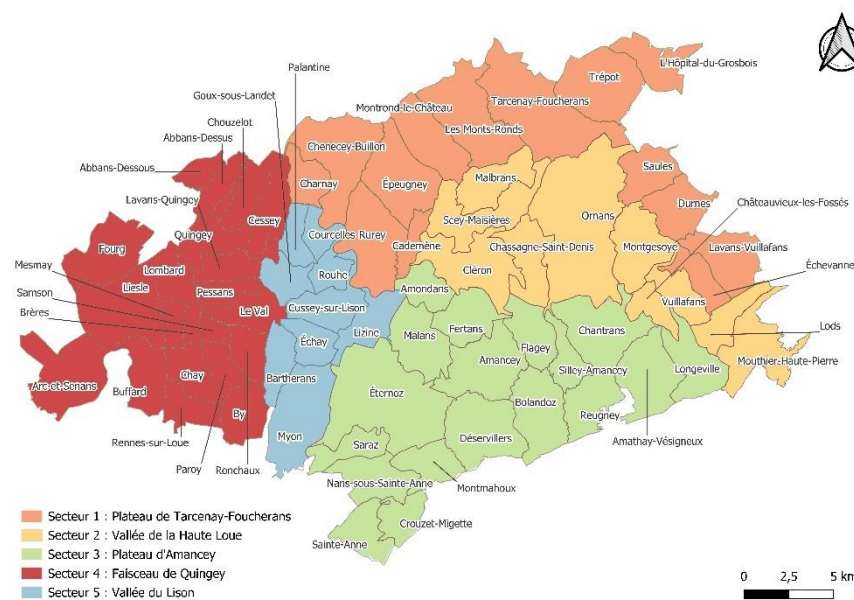 L'Hôpital-du-Grosbois
Trépot
Palantine
Tarcenay-Foucherans
Goux-sous-Landet
Montrond-le-Château
Chouzelot
Les Monts-Ronds
Abbans-Dessus
Chenecey-Buillon
Saules
Abbans-Dessous
Malbrans
Charnay
Épeugney
Durnes
Châteauvieux-les-Fossés
Lavans-Quingey
Scey-Maisières
Ornans
Cessey
Quingey
Courcelles
Rurey
Cademène
Chassagne-Saint-Denis
Montgesoye
Lavans-Vuillafans
Fourg
Mesmay
Lombard
Rouhe
Cléron
Échevannes
Liesle
Pessans
Amondans
Samson
Le Val
Cussey-sur-Lison
Vuillafans
Brères
Lizine
Malans
Fertans
Chantrans
Lods
Échay
Flagey
Mouthier-Haute-Pierre
Amancey
Silley-Amancey
Longeville
Arc-et-Senans
Chay
Bartherans
Buffard
Éternoz
Bolandoz
By
Reugney
Rennes-sur-Loue
Myon
Déservillers
Amathay-Vésigneux
Saraz
Paroy
Ronchaux
Nans-sous-Sainte-Anne
Montmahoux
Crouzet-Migette
Sainte-Anne
Secteur 1 : Plateau de Tarcenay-Foucherans
Secteur 2 : Vallée de la Haute Loue
Secteur 3 : Plateau d'Amancey
Secteur 4 : Faisceau de Quingey
Secteur 5 : Vallée du Lison
0 2,5 5 km